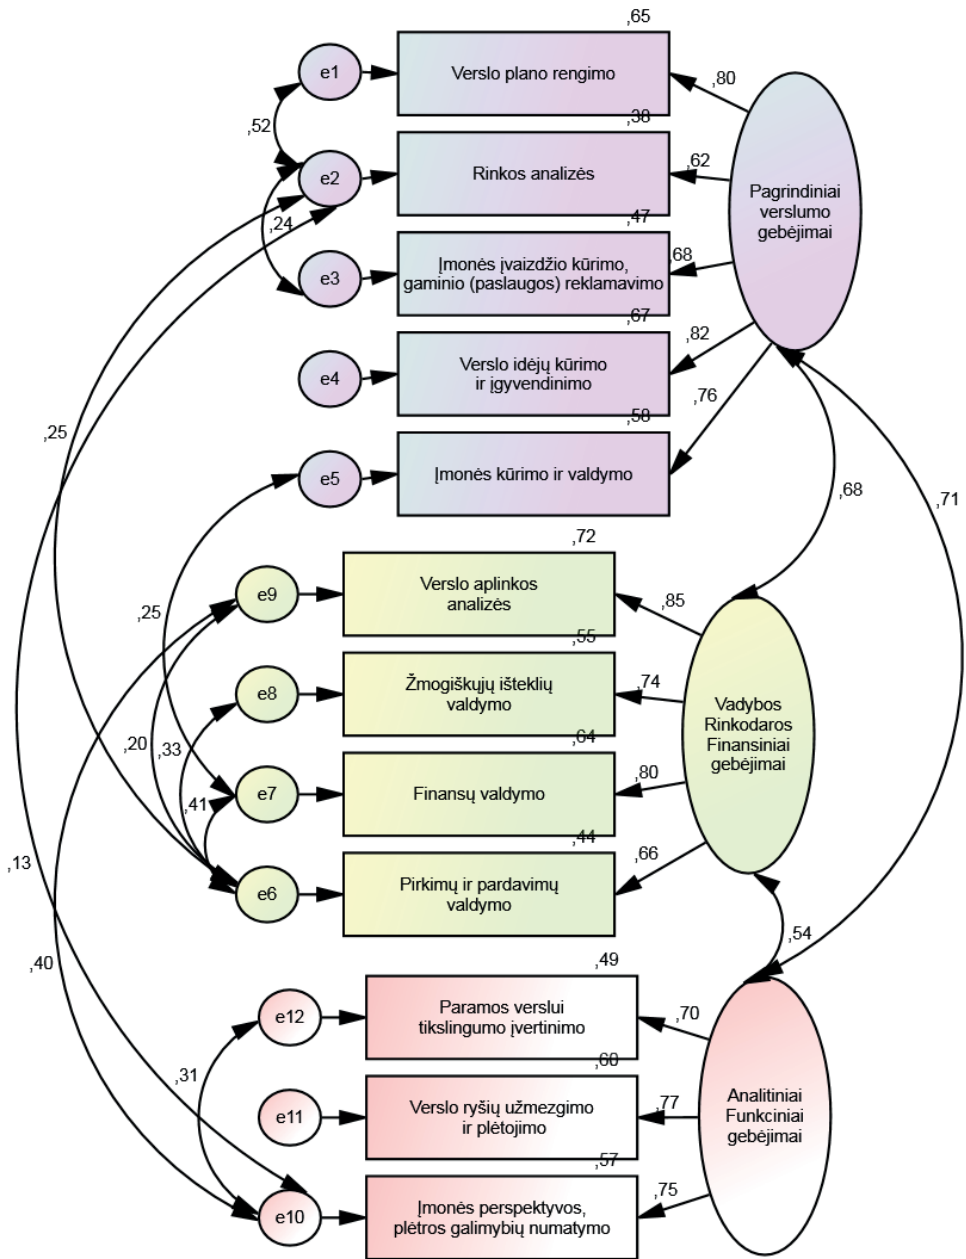 ,65
e1
Verslo plano rengimo
,80
,52
,38
e2
Rinkos analizės
,62
Pagrindiniai
verslumo
gebėjimai
,24
,47
e3
Įmonės įvaizdžio kūrimo,
gaminio (paslaugos) reklamavimo
,68
,67
e4
Verslo idėjų kūrimo
ir įgyvendinimo
,82
,76
,58
,25
e5
Įmonės kūrimo ir valdymo
,68
,71
,72
e9
Verslo aplinkos
analizės
,85
,25
,55
e8
Žmogiškųjų išteklių
valdymo
,74
Vadybos
Rinkodaros
Finansiniai
gebėjimai
,20
,33
,64
e7
Finansų valdymo
,80
,41
,44
,13
e6
Pirkimų ir pardavimų
valdymo
,66
,54
,40
,49
e12
Paramos verslui
tikslingumo įvertinimo
,70
,31
,60
e11
Verslo ryšių užmezgimo
ir plėtojimo
,77
Analitiniai
Funkciniai
gebėjimai
,57
e10
Įmonės perspektyvos,
plėtros galimybių numatymo
,75